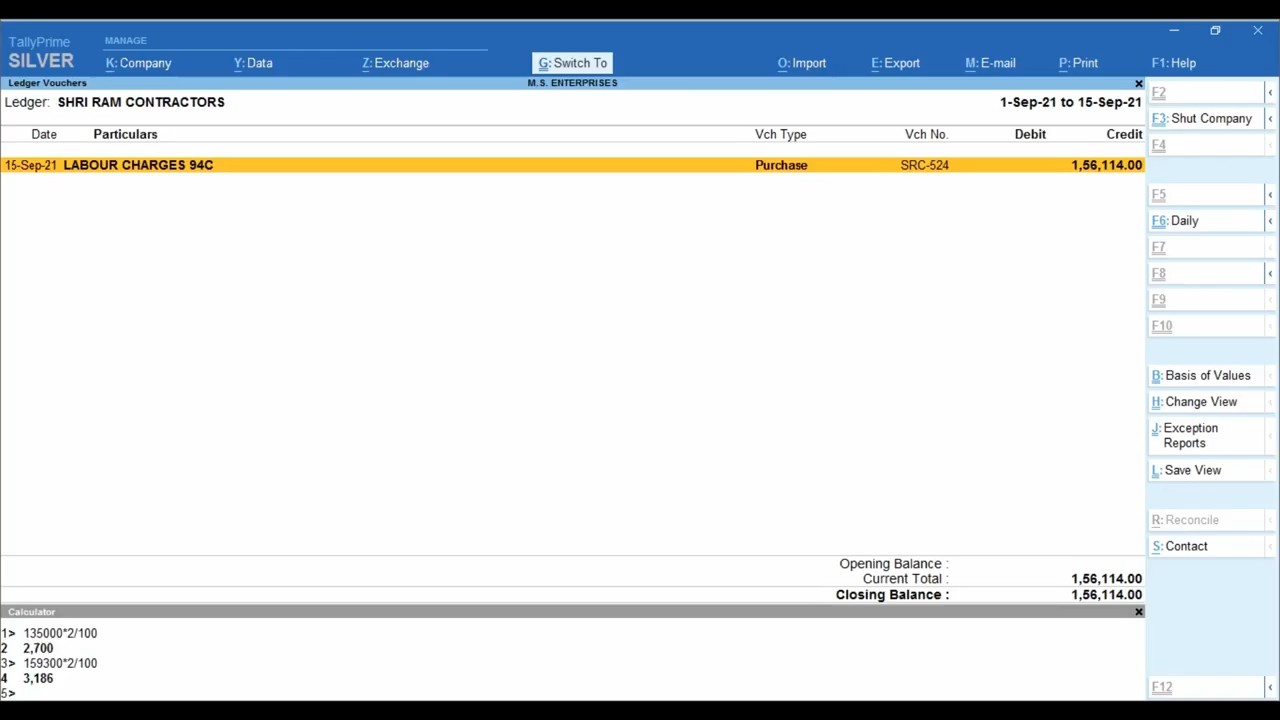 TallyPrime
SILVER
MANAGE
K: Company Y: Data Z: Exchange G: Switch To O: Import E: Export M: E-mail P: Print F1: Help
Ledger Vouchers M.S. ENTERPRISES
Ledger: SHRI RAM CONTRACTORS 1-Sep-21 to 15-Sep-21
Date Particulars Vch Type Vch No. Debit Credit
15-Sep-21 LABOUR CHARGES 94C Purchase SRC-524 1,56,114.00
Opening Balance :
Current Total : 1,56,114.00
Closing Balance : 1,56,114.00
Calculator
1> 135000*2/100
2 2,700
3> 159300*2/100
4 3,186
5>
F2
F3: Shut Company
F4
F5
F6: Daily
F7
F8
F9
F10
B: Basis of Values
H: Change View
J: Exception
Reports
L: Save View
R: Reconcile
S: Contact
F12